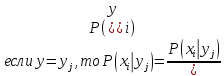 y
P(¿¿i)
если y=y_j, то P(x_i|y_j)=P(x_i|y_j)/¿